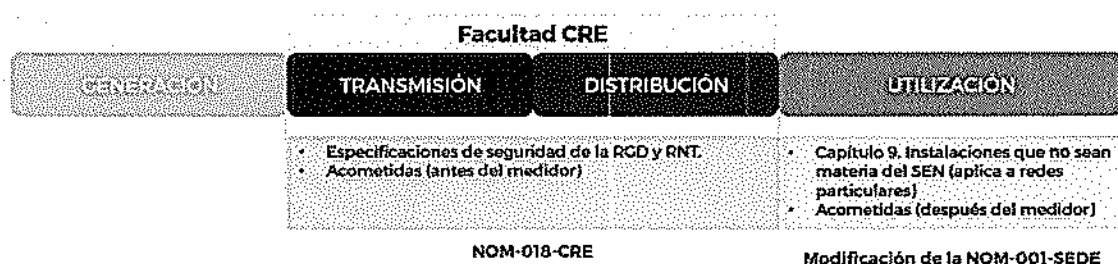 Facultad CRE
GENERACIÓN
TRANSMISIÓN
DISTRIBUCIÓN
UTILIZACIÓN
• Especificaciones de seguridad de la RGD y RNT.
• Acometidas (antes del medidor)
• Capítulo 9. Instalaciones que no sean
materia del SEN (aplica a redes
particulares)
• Acometidas (después del medidor)
NOM-018-CRE
Modificación de la NOM-001-SEDE